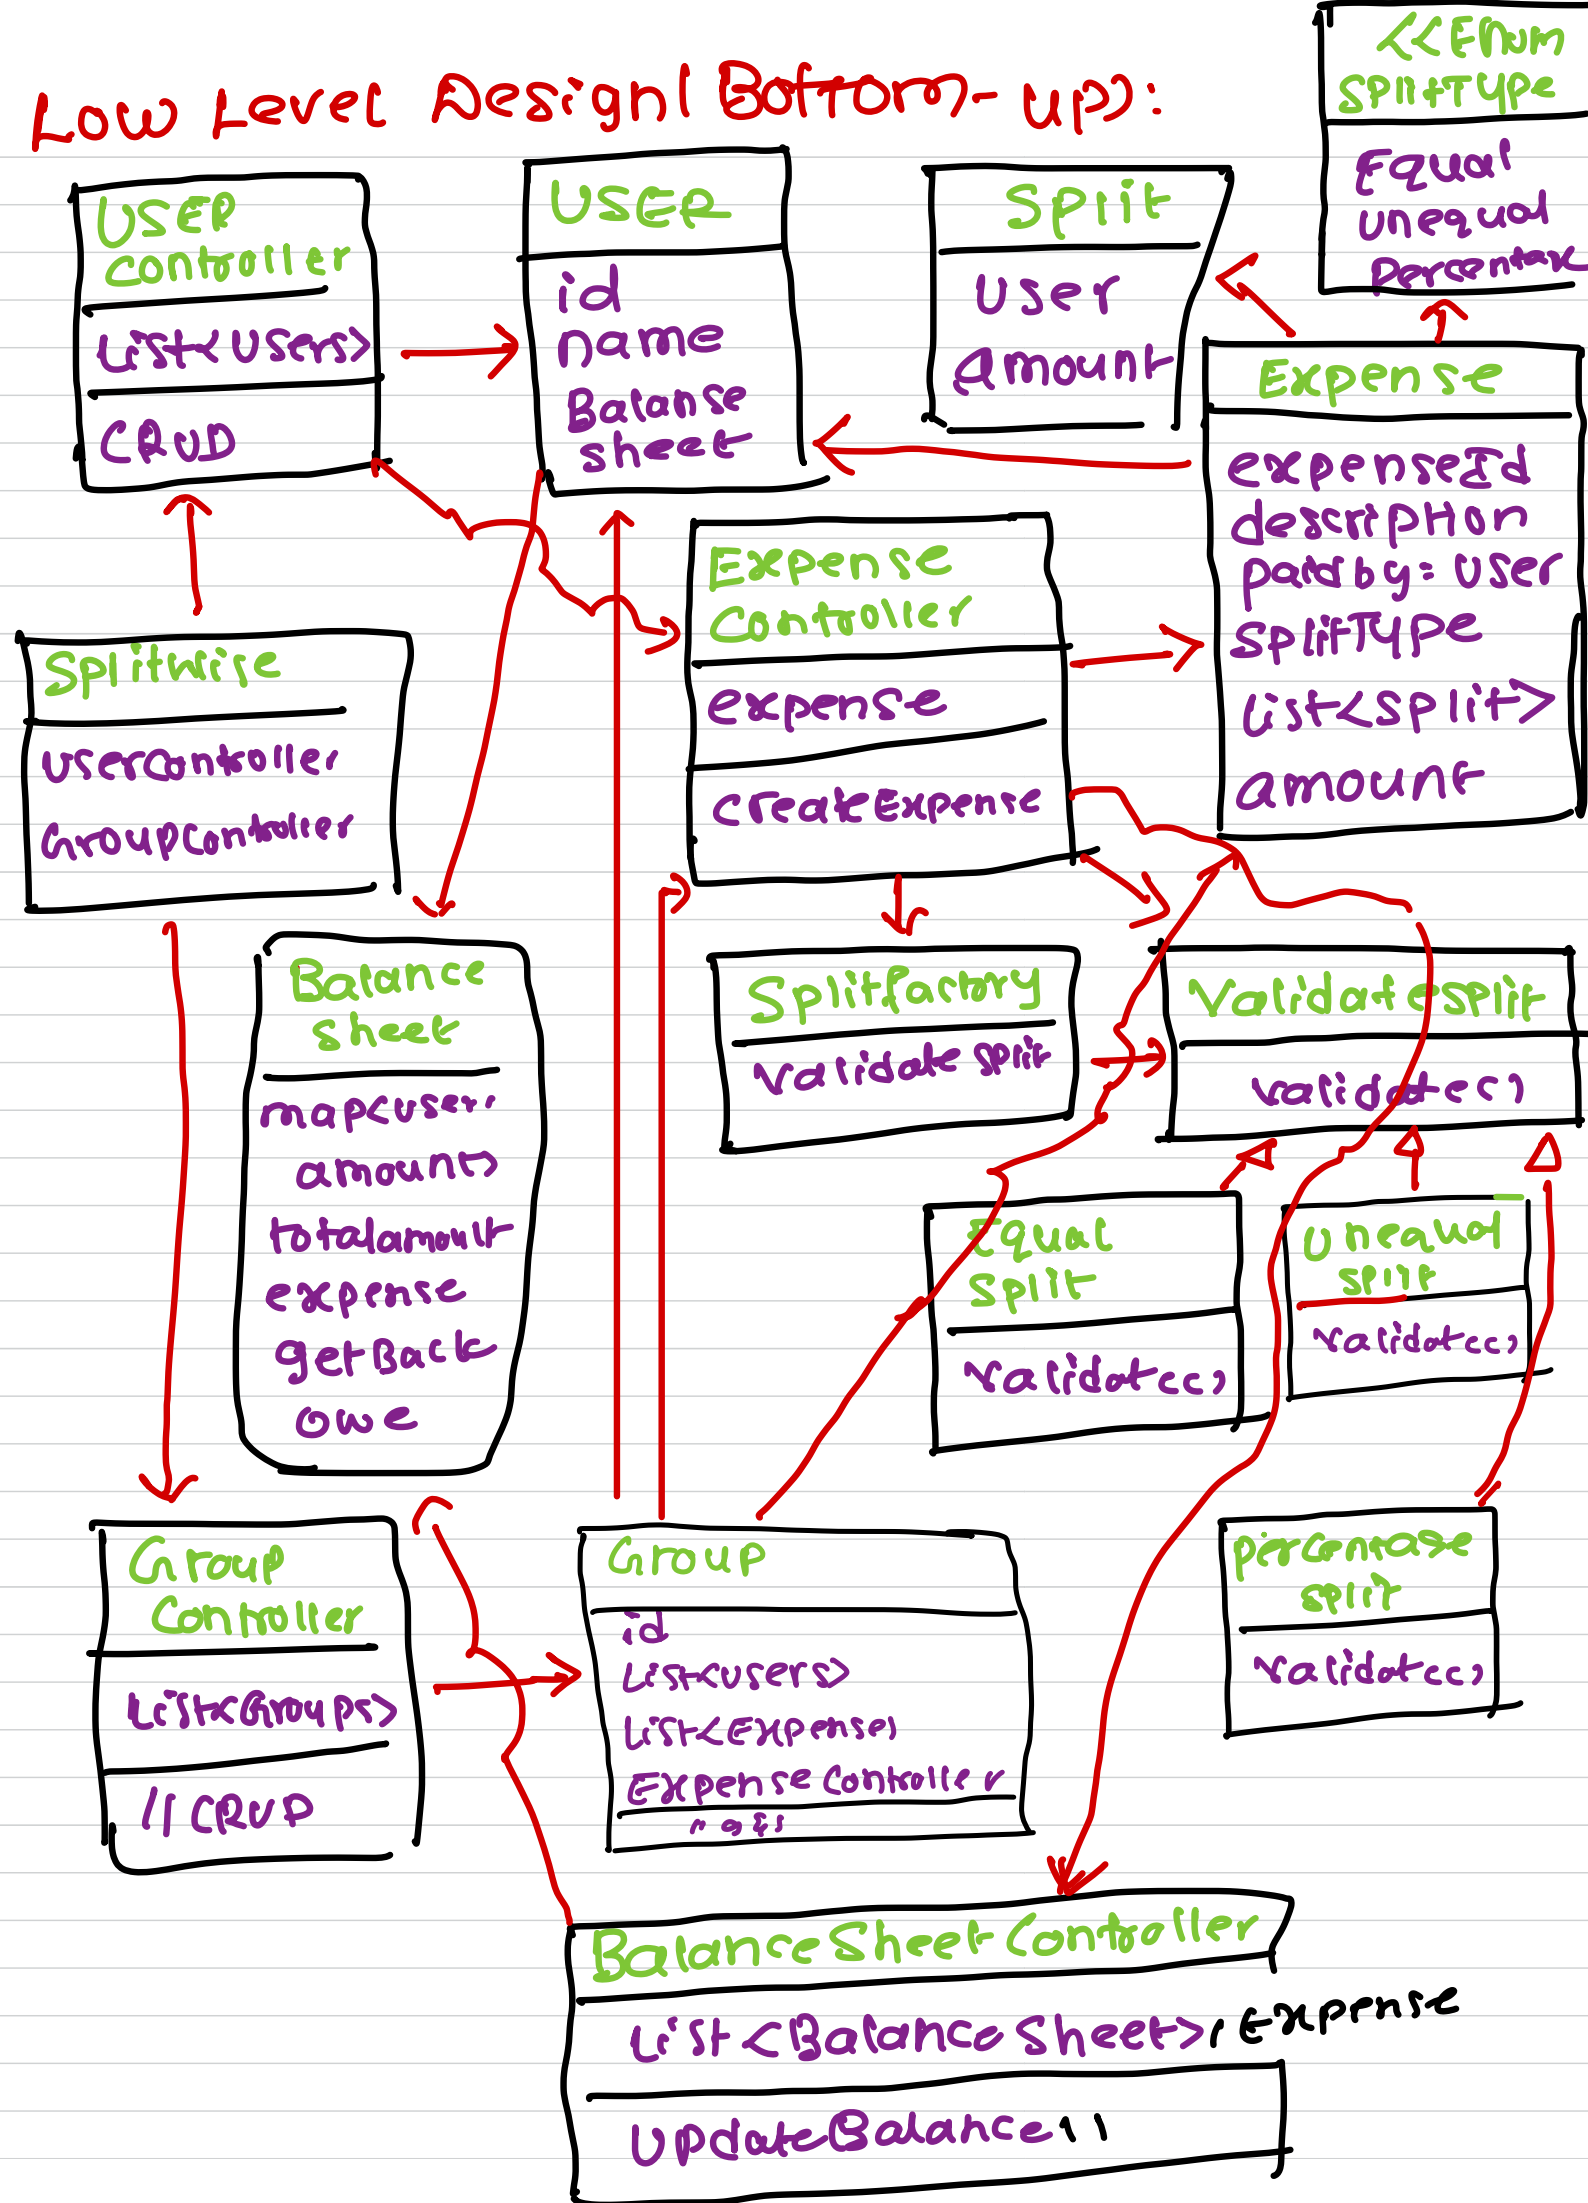 Low Level Design( Bottom-up):
<<Enum
SplitType
Equal
unequal
Percentage
USER
Controller
List<Users>
CRUD
USER
id
name
Balanse
sheet
Split
User
amount
Expense
expenseId
description
paid by: User
SplitType
List<Split>
amount
Expense
Controller
expense
CreateExpense
Splitwise
userController
GroupController
Balance
sheet
map<user,
amount>
totalamount
expense
getBack
owe
Splitfactory
validate split
Validatesplit
validate()
Equal
split
validate()
Unequal
split
validate()
percentage
split
validate()
Group
Controller
List<Groups>
//CRUD
Group
id
List<users>
List<Expense>
Expense Controller
BalanceSheetController
List<BalanceSheet>, Expense
UpdateBalance()